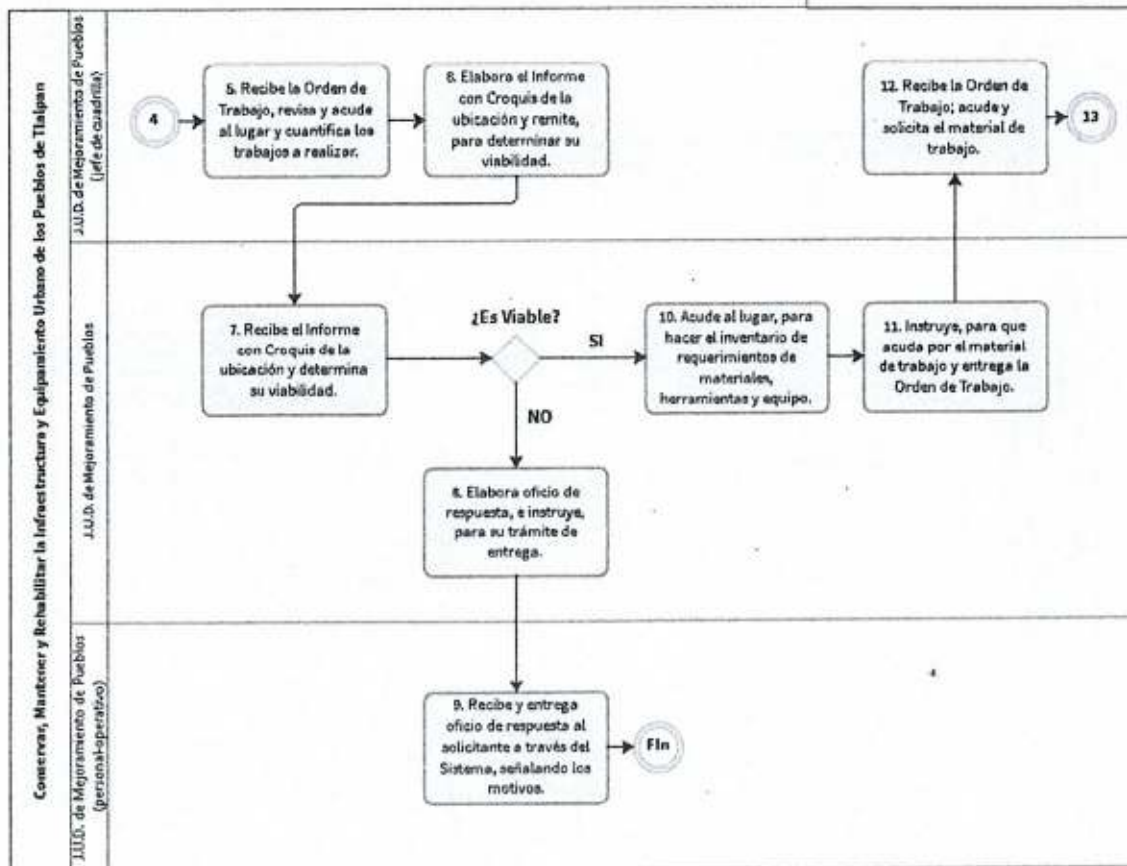 Conservar, Mantener y Rehabilitar la Infraestructura y Equipamiento Urbano de los Pueblos de Tlalpan
J.U.D. de Mejoramiento de Pueblos
(jefe de cuadrilla)
4
5. Recibe la Orden de
Trabajo, revisa y acude
al lugar y cuantifica los
trabajos a realizar.
6. Elabora el Informe
con Croquis de la
ubicación y remite,
para determinar su
viabilidad.
12. Recibe la Orden de
Trabajo; acude y
solicita el material de
trabajo.
13
J.U.D. de Mejoramiento de Pueblos
7. Recibe el Informe
con Croquis de la
ubicación y determina
su viabilidad.
¿Es Viable?
SI
NO
10. Acude al lugar, para
hacer el inventario de
requerimientos de
materiales,
herramientas y equipo.
11. Instruye, para que
acuda por el material
de trabajo y entrega la
Orden de Trabajo.
8. Elabora oficio de
respuesta, e instruye,
para su trámite de
entrega.
J.U.D. de Mejoramiento de Pueblos
(personal operativo)
9. Recibe y entrega
oficio de respuesta al
solicitante a través del
Sistema, señalando los
motivos.
Fin